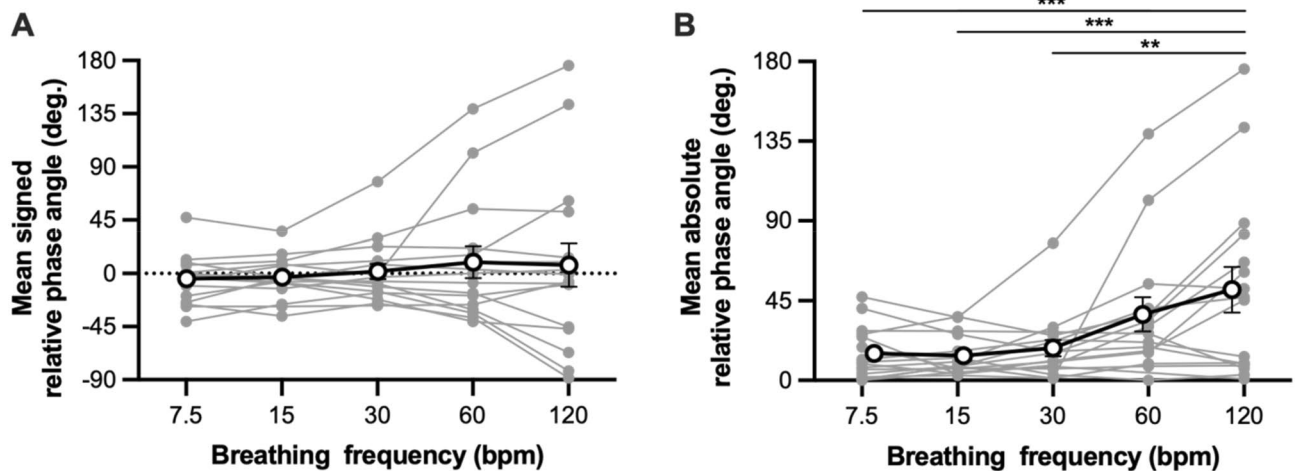 A
Mean signed
relative phase angle (deg.)
180
135
90
45
0
-45
-90
7.5 15 30 60 120
Breathing frequency (bpm)
B
***
***
**
Mean absolute
relative phase angle (deg.)
180
135
90
45
0
7.5 15 30 60 120
Breathing frequency (bpm)